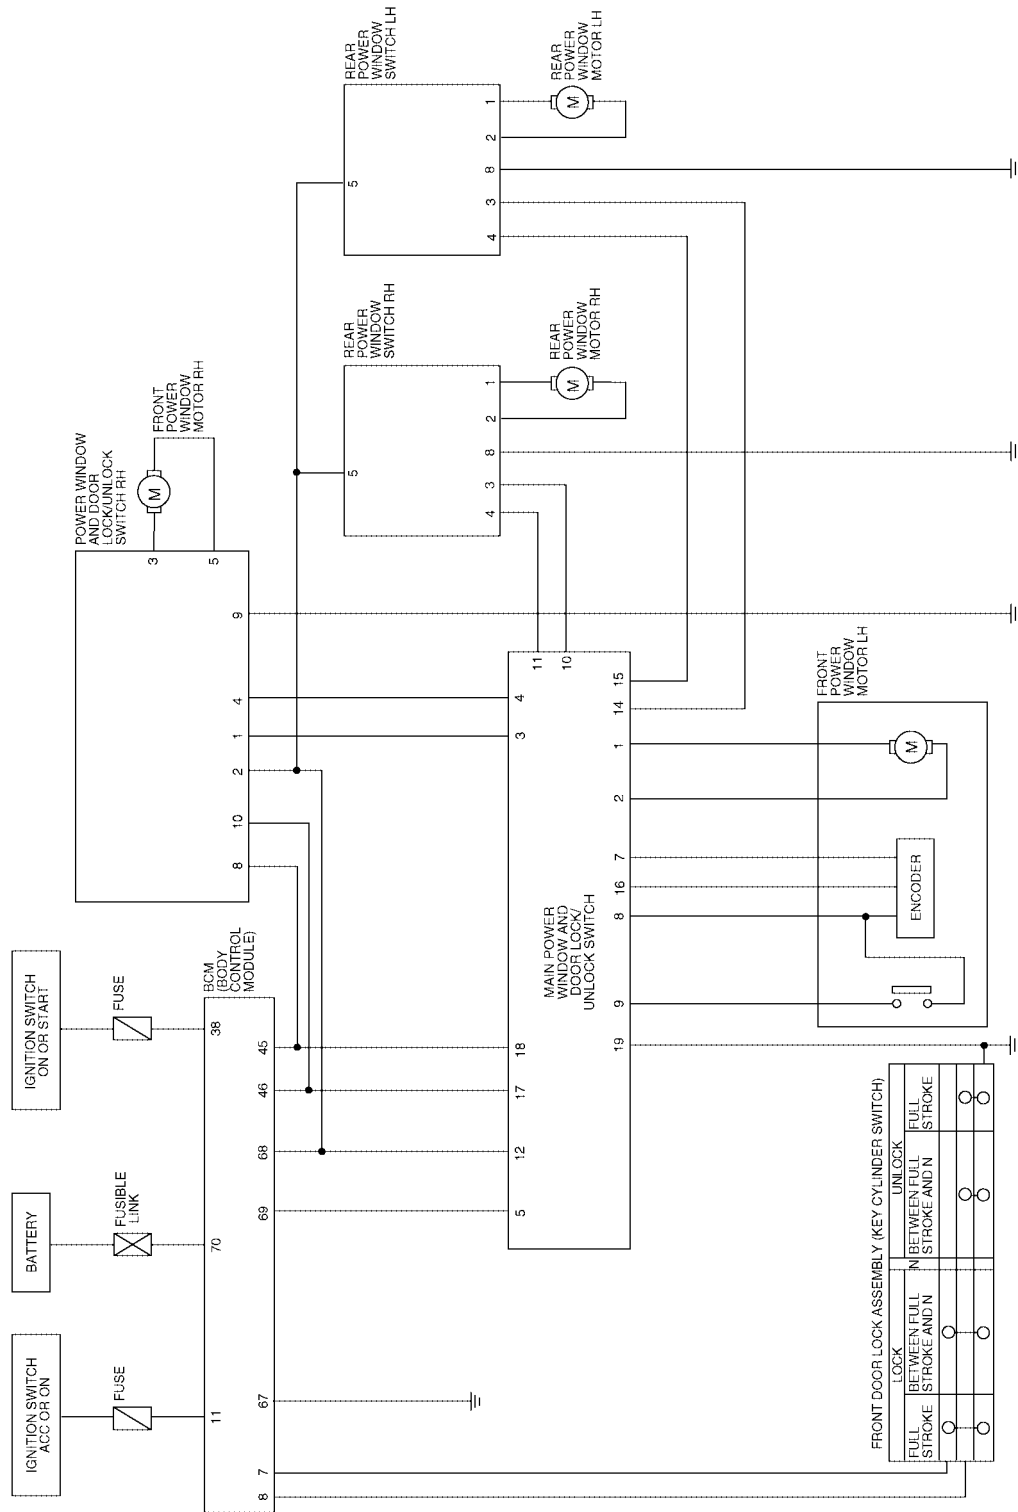 IGNITION SWITCH
ACC OR ON
BATTERY
IGNITION SWITCH
ON OR START
FUSE
FUSIBLE
LINK
FUSE
BCM
(BODY
CONTROL
MODULE)
11
70
38
8
7
67
69
68
46
45
POWER WINDOW
AND DOOR
LOCK/UNLOCK
SWITCH RH
8
10
2
1
4
9
3
5
M
FRONT
POWER
WINDOW
MOTOR RH
REAR
POWER
WINDOW
SWITCH RH
5
4
3
8
2
1
M
REAR
POWER
WINDOW
MOTOR RH
REAR
POWER
WINDOW
SWITCH LH
5
4
3
8
2
1
M
REAR
POWER
WINDOW
MOTOR LH
5
12
17
18
3
4
11
10
MAIN POWER
WINDOW AND
DOOR LOCK/
UNLOCK SWITCH
19
9
8
16
7
2
1
14
15
FRONT
POWER
WINDOW
MOTOR LH
ENCODER
M
FRONT DOOR LOCK ASSEMBLY (KEY CYLINDER SWITCH)
LOCK N UNLOCK
FULL
STROKE
BETWEEN FULL
STROKE AND N
BETWEEN FULL
STROKE AND N
FULL
STROKE